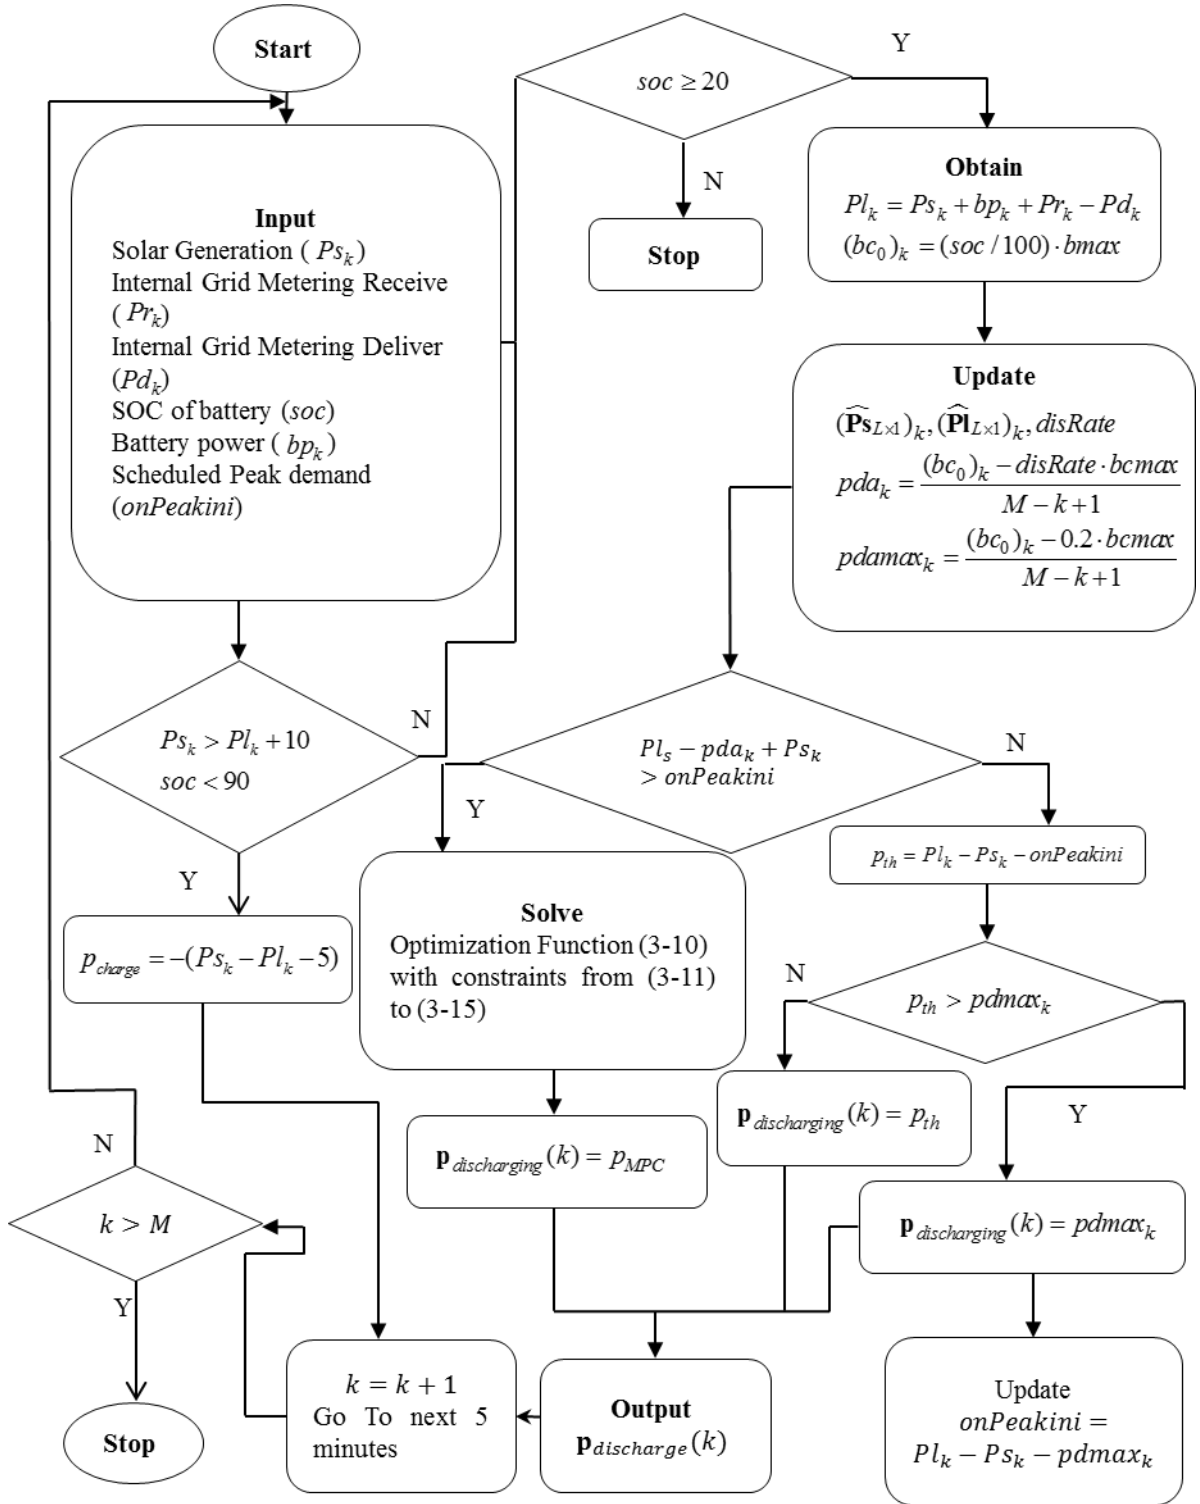 Start
Input
Solar Generation ( Ps_k)
Internal Grid Metering Receive
( Pr_k)
Internal Grid Metering Deliver
(Pd_k)
SOC of battery (soc)
Battery power ( bp_k)
Scheduled Peak demand
(onPeakini)
Ps_k > Pl_k + 10
soc < 90
N
Y
p_charge = −(Ps_k − Pl_k − 5)
soc ≥ 20
Y
N
Stop
Obtain
Pl_k = Ps_k + bp_k + Pr_k − Pd_k
(bc_0)_k = (soc / 100) · bmax
Update
(P̂s_L×1)_k, (P̂l_L×1)_k, disRate
pda_k = ((bc_0)_k − disRate · bcmax) / (M − k + 1)
pdamax_k = ((bc_0)_k − 0.2 · bcmax) / (M − k + 1)
Pl_s − pda_k + Ps_k
> onPeakini
Y
N
Solve
Optimization Function (3-10)
with constraints from (3-11)
to (3-15)
p_discharging(k) = p_MPC
p_th = Pl_k − Ps_k − onPeakini
p_th > pdmax_k
N
Y
p_discharging(k) = p_th
p_discharging(k) = pdmax_k
Update
onPeakini =
Pl_k − Ps_k − pdmax_k
Output
p_discharge(k)
k = k + 1
Go To next 5
minutes
k > M
N
Y
Stop